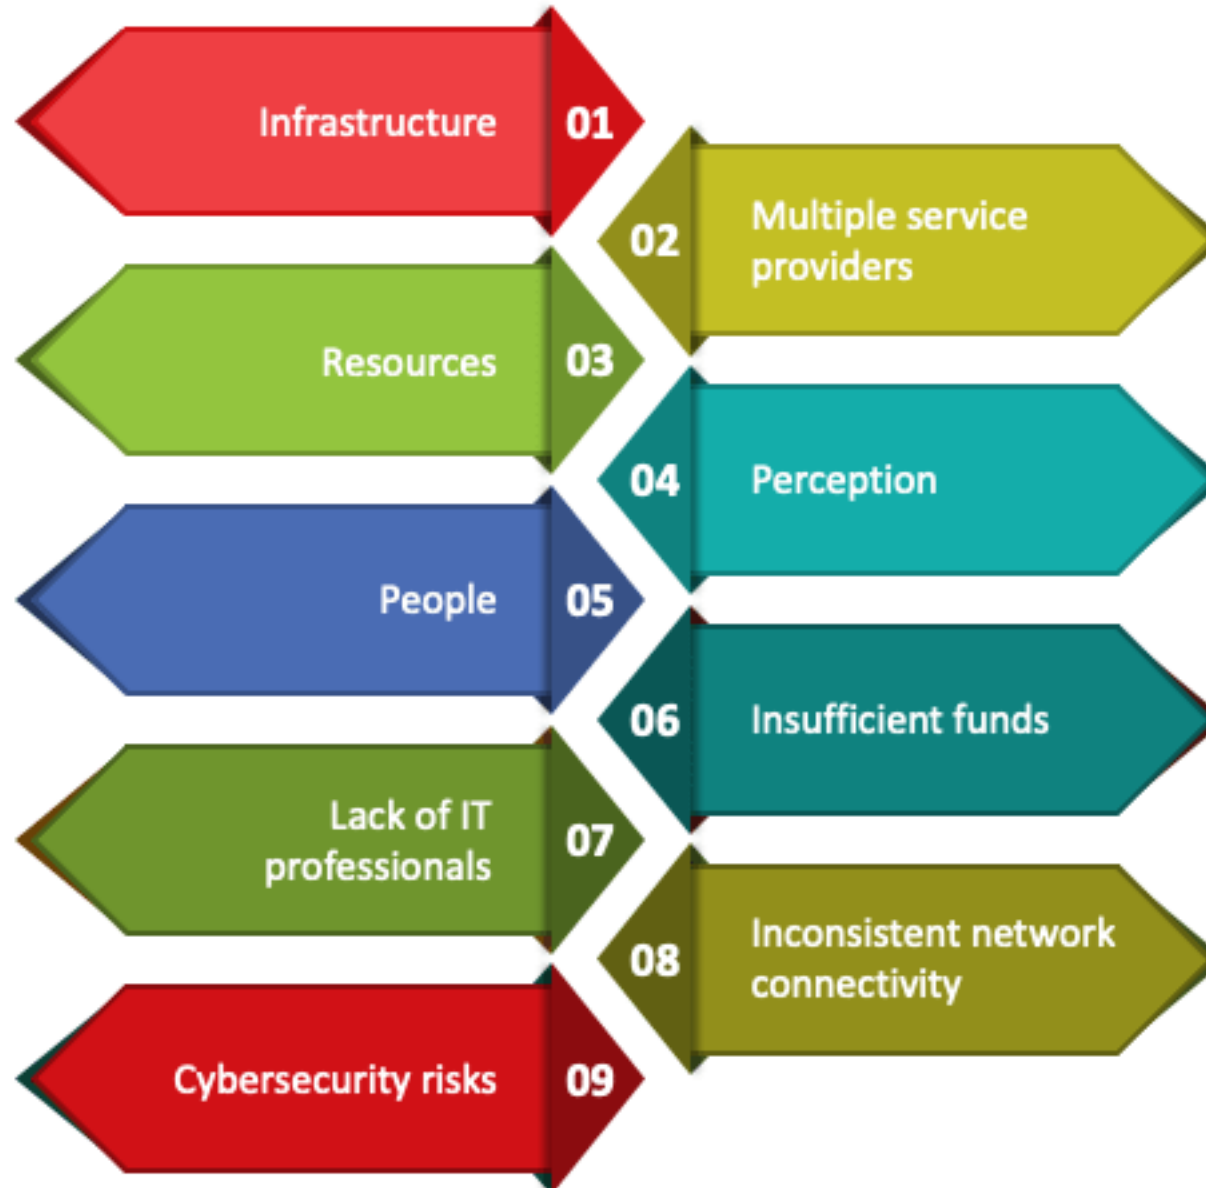 Infrastructure 01
02 Multiple service
providers
Resources 03
04 Perception
People 05
06 Insufficient funds
Lack of IT
professionals 07
08 Inconsistent network
connectivity
Cybersecurity risks 09